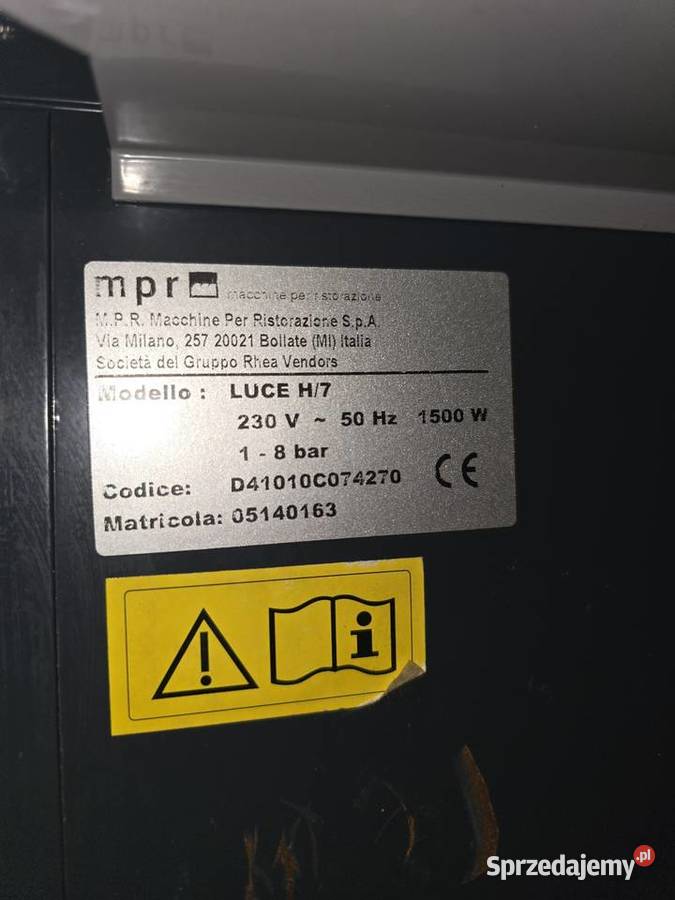 mpr
macchine per ristorazione
M.P.R. Macchine Per Ristorazione S.p.A.
Via Milano, 257 20021 Bollate (MI) Italia
Società del Gruppo Rhea Vendors
Modello : LUCE H/7
230 V ~ 50 Hz 1500 W
1 - 8 bar
CE
Codice: D41010C074270
Matricola: 05140163
i
Sprzedajemy.pl